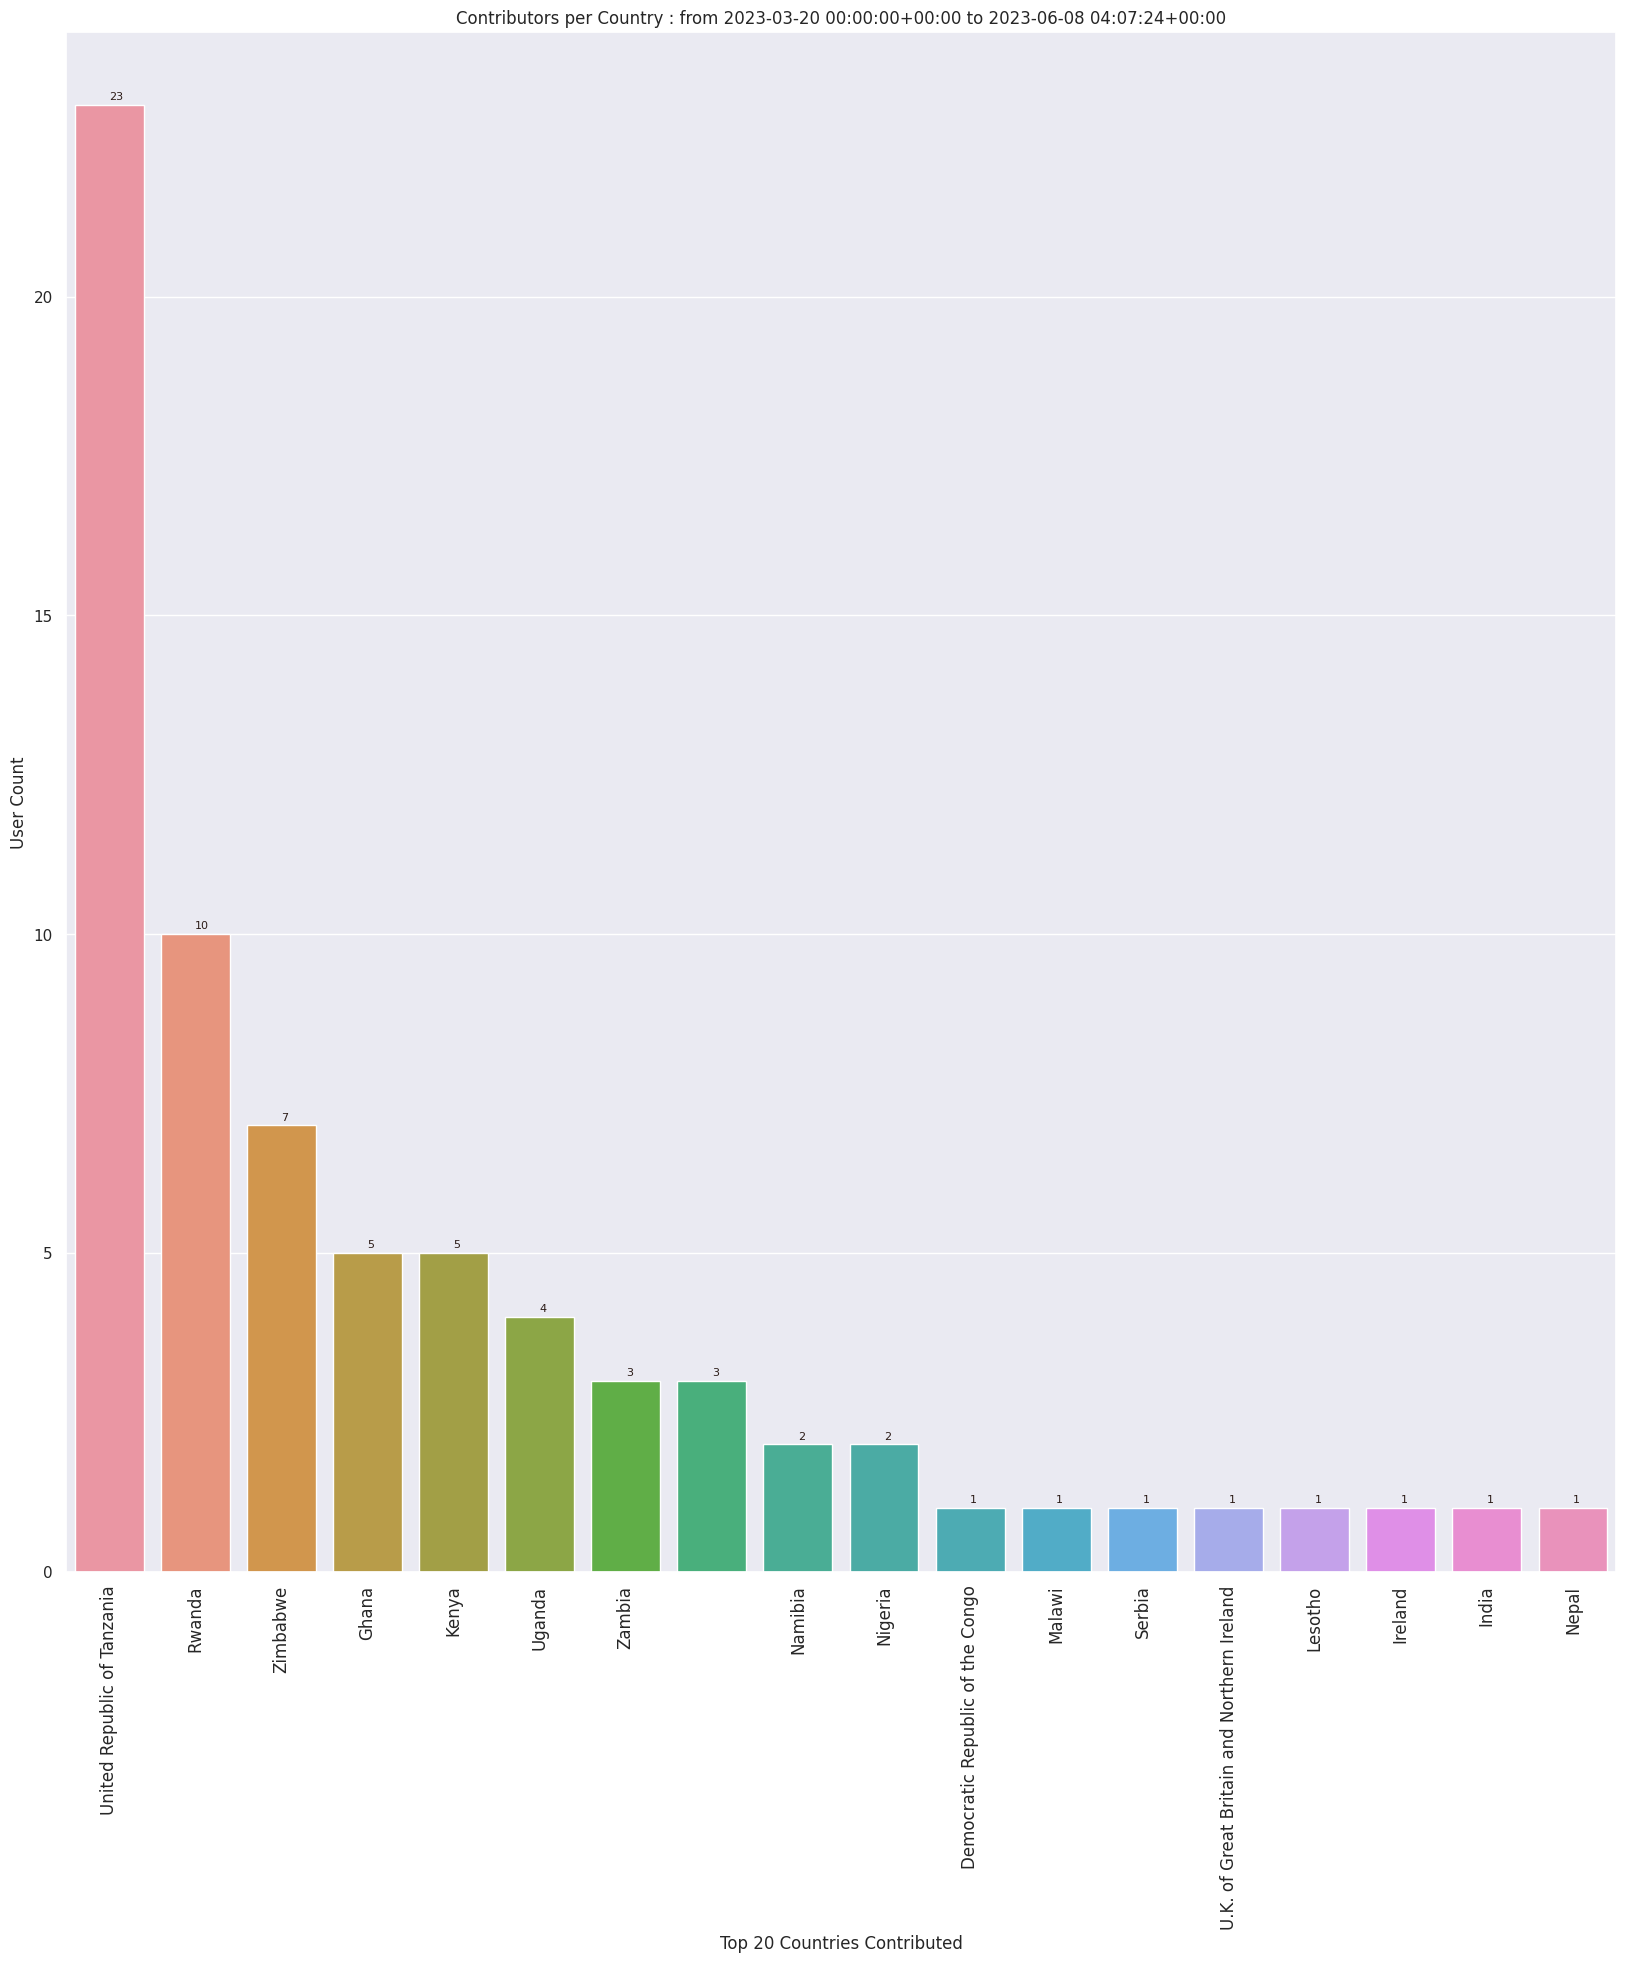 Contributors per Country : from 2023-03-20 00:00:00+00:00 to 2023-06-08 04:07:24+00:00
User Count
20
15
10
5
0
23
10
7
5
5
4
3
3
2
2
1
1
1
1
1
1
1
1
United Republic of Tanzania
Rwanda
Zimbabwe
Ghana
Kenya
Uganda
Zambia
Namibia
Nigeria
Democratic Republic of the Congo
Malawi
Serbia
U.K. of Great Britain and Northern Ireland
Lesotho
Ireland
India
Nepal
Top 20 Countries Contributed